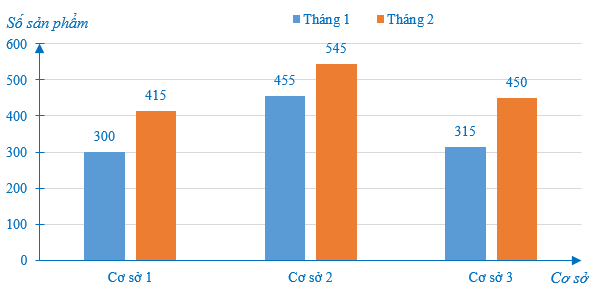 Số sản phẩm
Tháng 1 Tháng 2
600
500
400
300
200
100
0
300 415 455 545 315 450
Cơ sở 1 Cơ sở 2 Cơ sở 3 Cơ sở